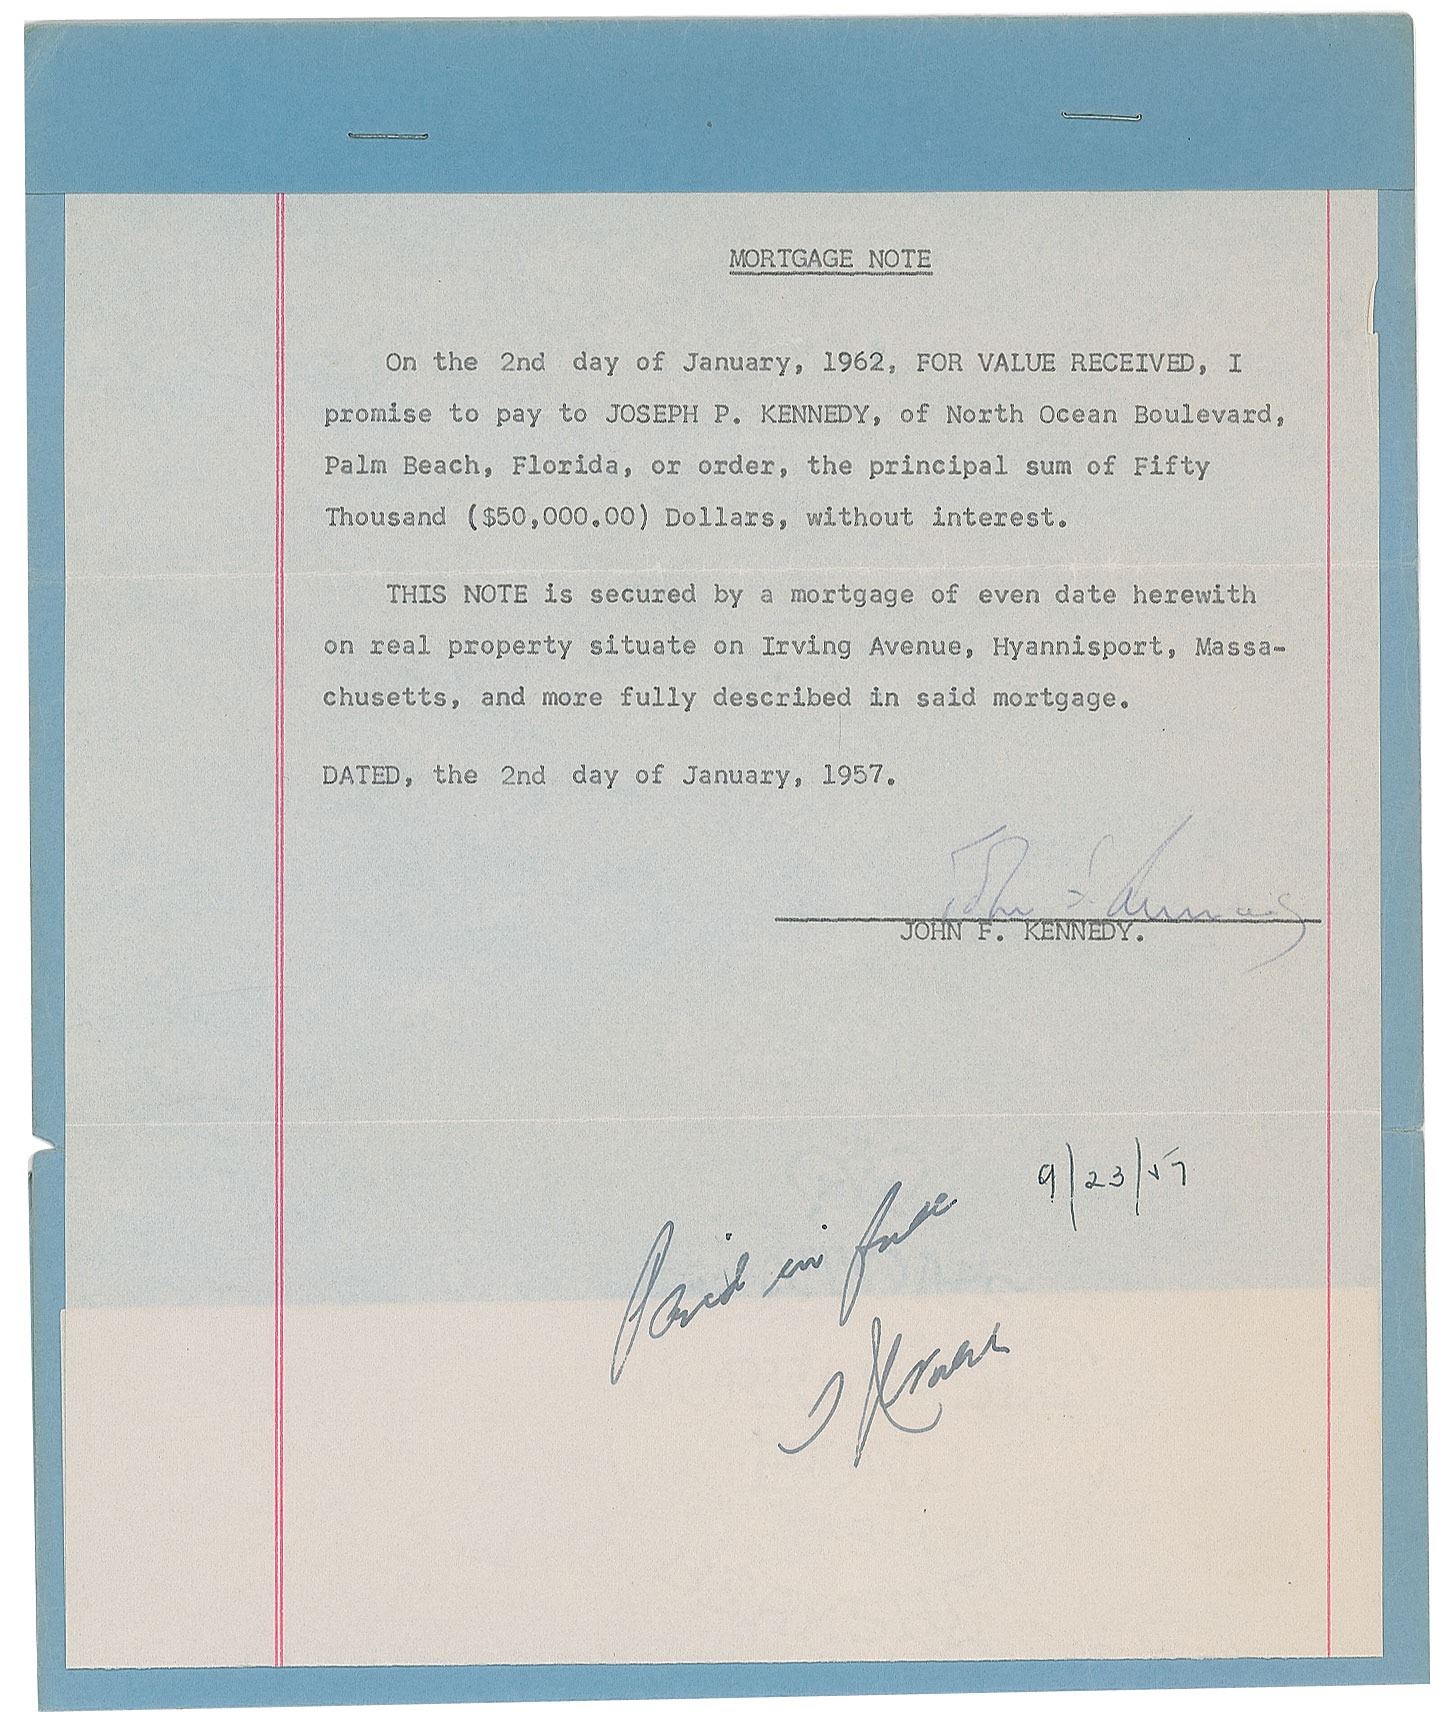 MORTGAGE NOTE
On the 2nd day of January, 1962, FOR VALUE RECEIVED, I
promise to pay to JOSEPH P. KENNEDY, of North Ocean Boulevard,
Palm Beach, Florida, or order, the principal sum of Fifty
Thousand ($50,000.00) Dollars, without interest.
THIS NOTE is secured by a mortgage of even date herewith
on real property situate on Irving Avenue, Hyannisport, Massa-
chusetts, and more fully described in said mortgage.
DATED, the 2nd day of January, 1957.
John F. Kennedy
JOHN F. KENNEDY.
9/23/57
Paid in full